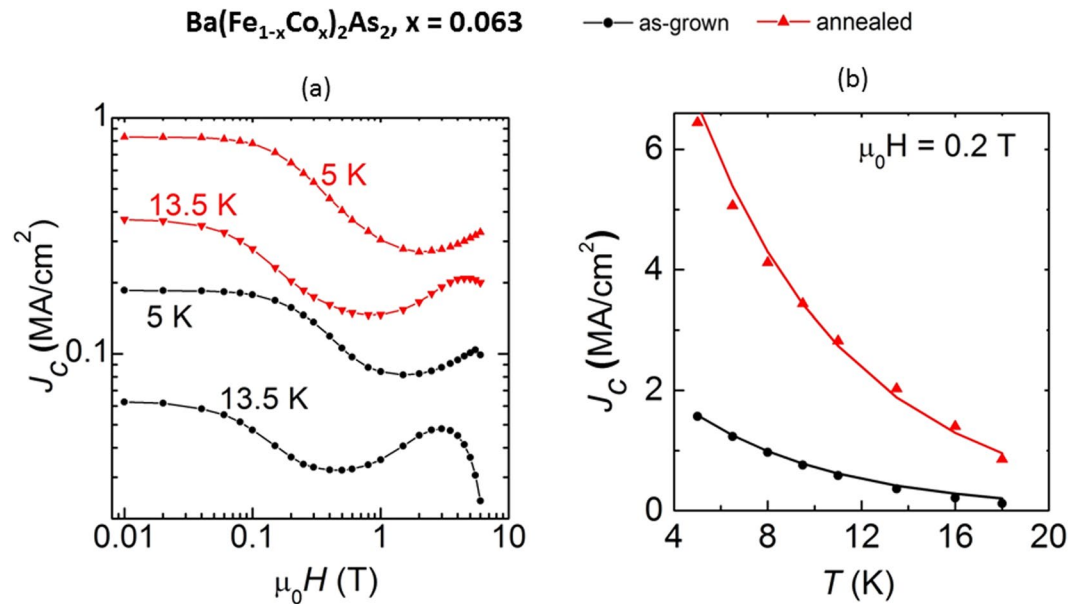 Ba(Fe1-xCox)2As2, x = 0.063
as-grown
annealed
(a)
(b)
1
0.1
JC (MA/cm2)
5 K
13.5 K
5 K
13.5 K
0.01
0.1
1
10
μ0H (T)
6
4
2
0
JC (MA/cm2)
μ0H = 0.2 T
4
8
12
16
20
T (K)